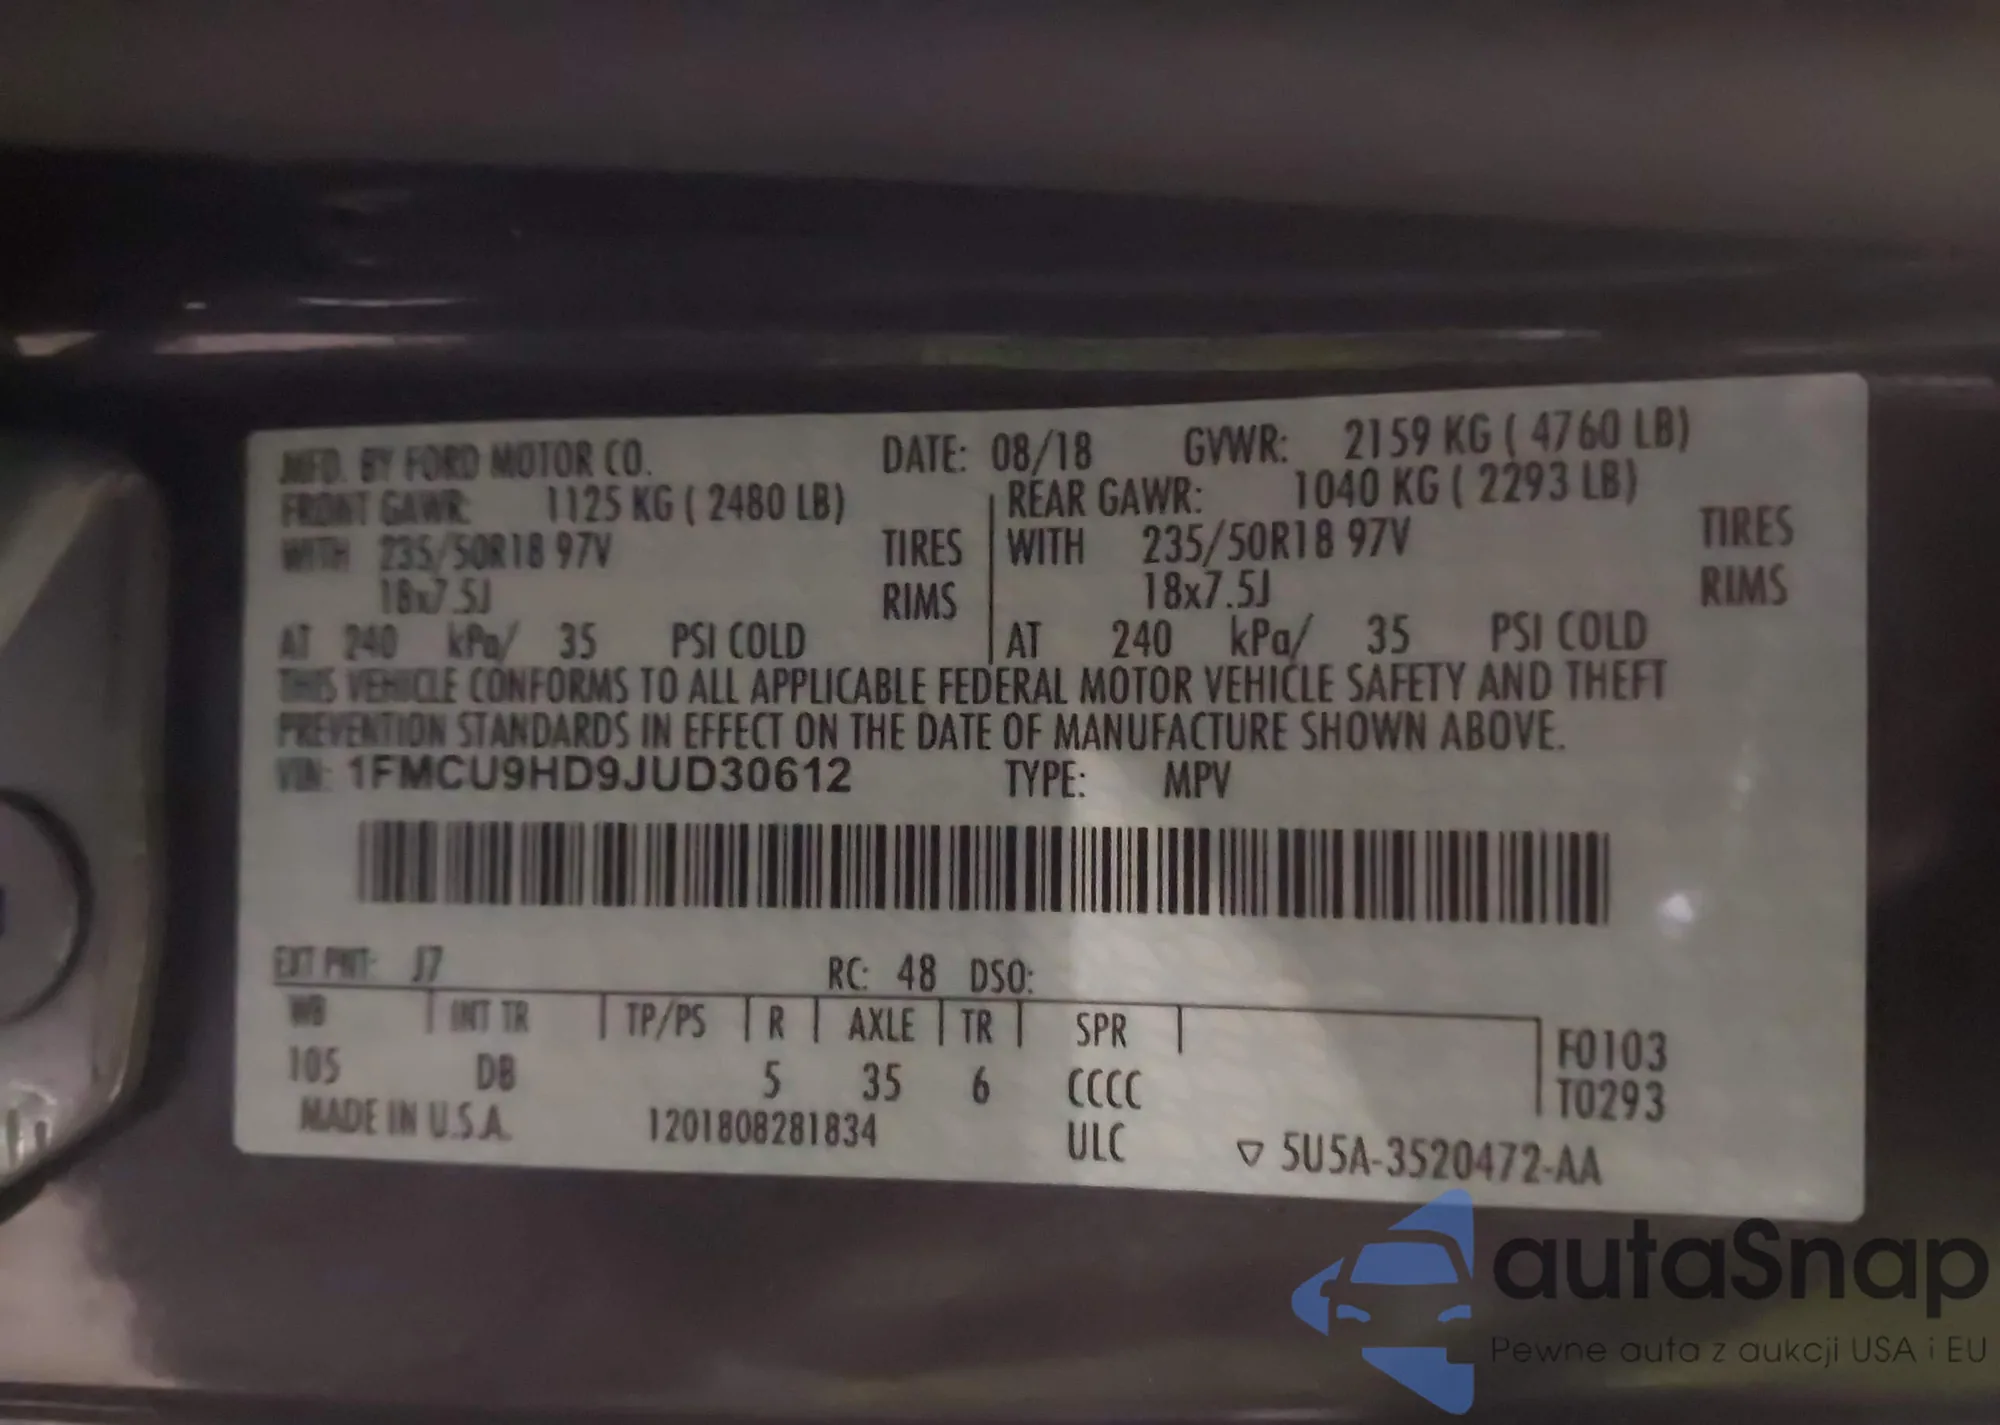 MFD. BY FORD MOTOR CO. DATE: 08/18 GVWR: 2159 KG ( 4760 LB)
FRONT GAWR: 1125 KG ( 2480 LB) REAR GAWR: 1040 KG ( 2293 LB)
WITH 235/50R18 97V TIRES WITH 235/50R18 97V TIRES
18x7.5J RIMS 18x7.5J RIMS
AT 240 kPa/ 35 PSI COLD AT 240 kPa/ 35 PSI COLD
THIS VEHICLE CONFORMS TO ALL APPLICABLE FEDERAL MOTOR VEHICLE SAFETY AND THEFT
PREVENTION STANDARDS IN EFFECT ON THE DATE OF MANUFACTURE SHOWN ABOVE.
VIN: 1FMCU9HD9JUD30612 TYPE: MPV
EXT PNT: J7 RC: 48 DSO:
WB INT TR TP/PS R AXLE TR SPR F0103
105 DB 5 35 6 CCCC T0293
MADE IN U.S.A. 1201808281834 ULC ▽ 5U5A-3520472-AA
autaSnap
Pewne auta z aukcji USA i EU